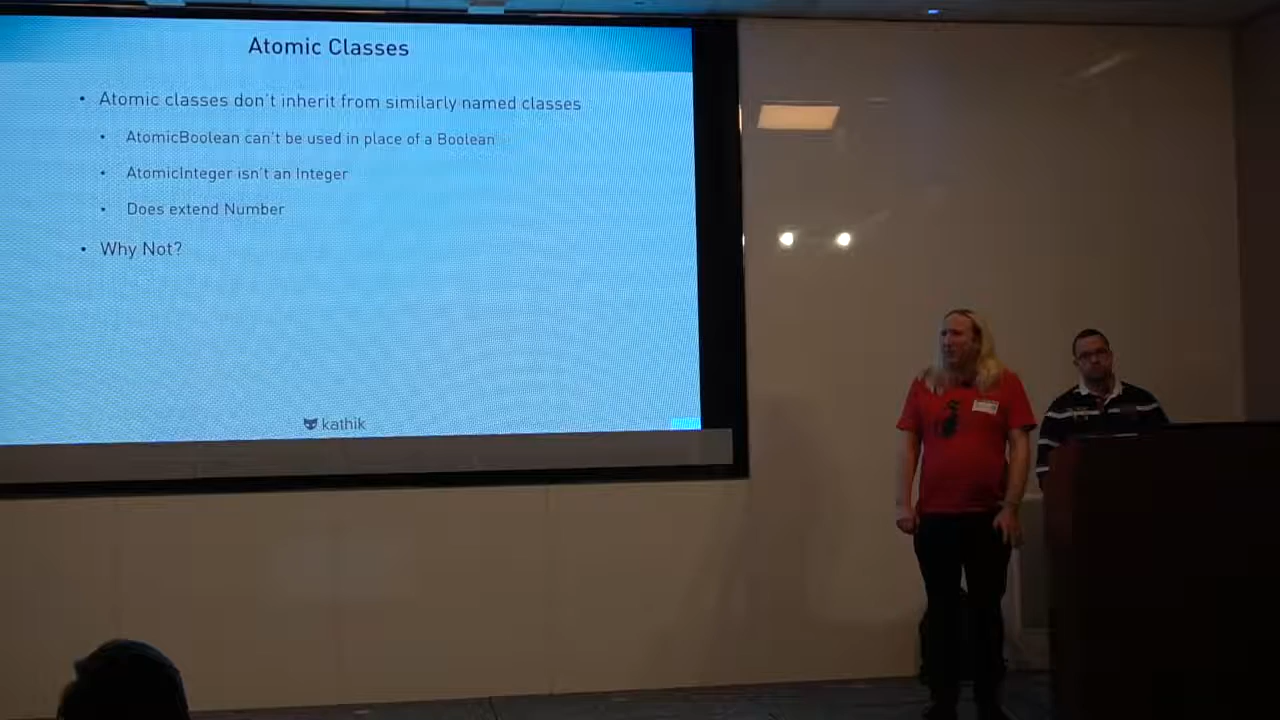 Atomic Classes
• Atomic classes don't inherit from similarly named classes
• AtomicBoolean can't be used in place of a Boolean
• AtomicInteger isn't an Integer
• Does extend Number
• Why Not?
kathik